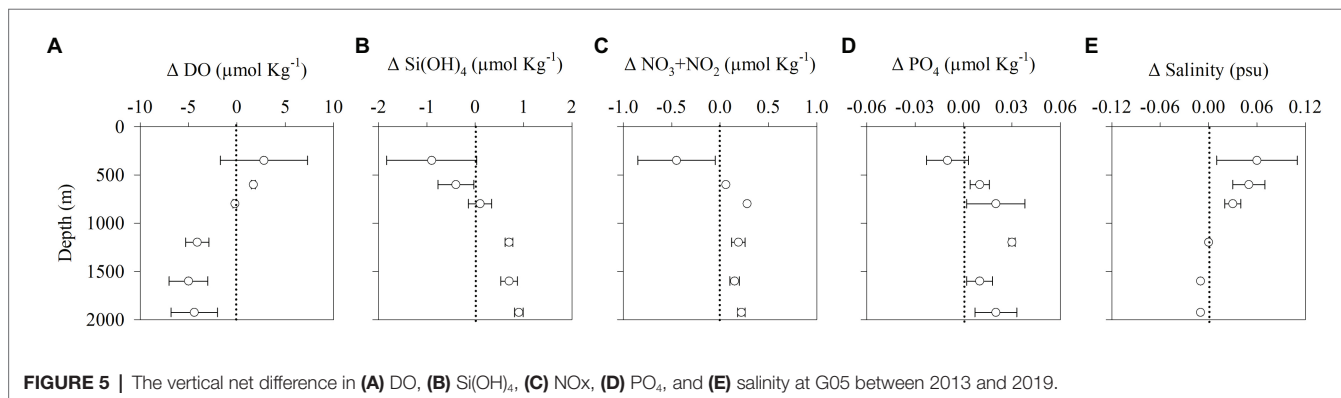 A B C D E
Δ DO (µmol Kg⁻¹) Δ Si(OH)₄ (µmol Kg⁻¹) Δ NO₃+NO₂ (µmol Kg⁻¹) Δ PO₄ (µmol Kg⁻¹) Δ Salinity (psu)
-10 -5 0 5 10 -2 -1 0 1 2 -1.0 -0.5 0.0 0.5 1.0 -0.06 -0.03 0.00 0.03 0.06 -0.12 -0.06 0.00 0.06 0.12
0
500
1000
1500
2000
Depth (m)
FIGURE 5 | The vertical net difference in (A) DO, (B) Si(OH)₄, (C) NOx, (D) PO₄, and (E) salinity at G05 between 2013 and 2019.